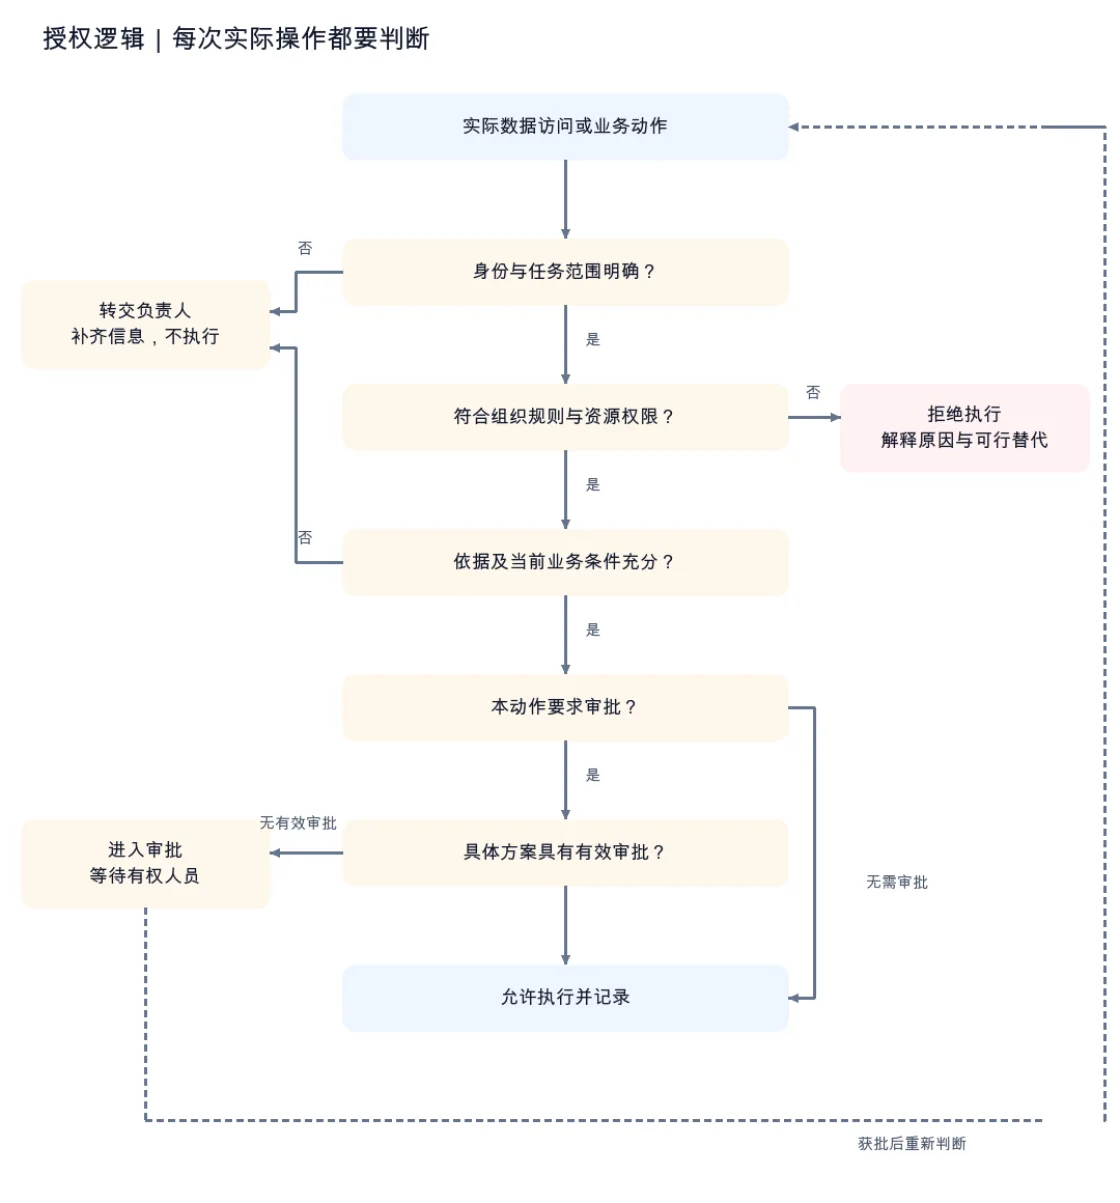 授权逻辑 | 每次实际操作都要判断
实际数据访问或业务动作
否
身份与任务范围明确？
转交负责人
补齐信息，不执行
是
否
符合组织规则与资源权限？
拒绝执行
解释原因与可行替代
是
否
依据及当前业务条件充分？
是
本动作要求审批？
是
无有效审批
具体方案具有有效审批？
进入审批
等待有权人员
无需审批
允许执行并记录
获批后重新判断